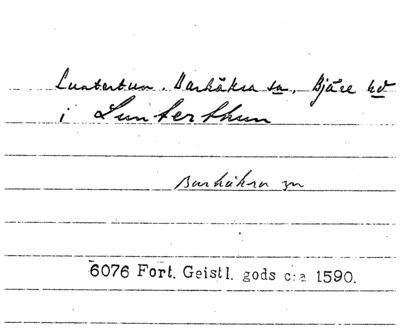 Luntertun. Barkåkra sn, Bjäre hd
i Lunterthun
Barkåkra sn
6076 Fort. Geistl. gods c:a 1590.